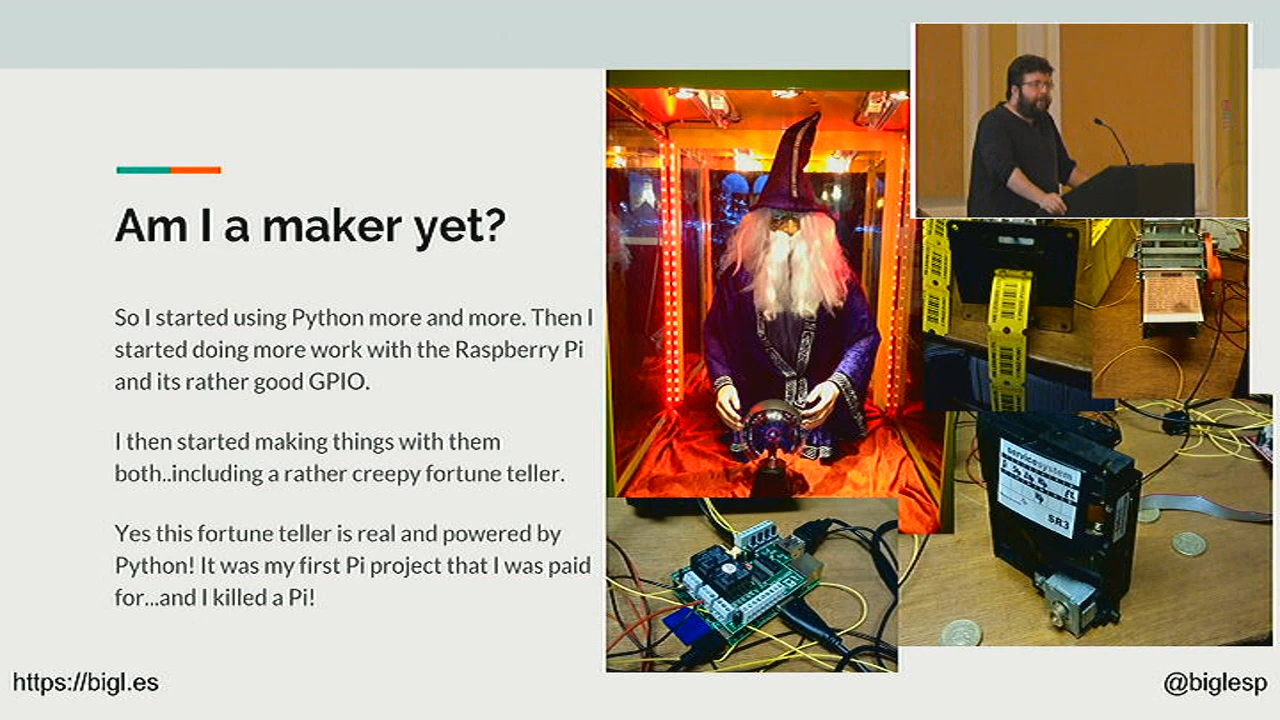 Am I a maker yet?
So I started using Python more and more. Then I
started doing more work with the Raspberry Pi
and its rather good GPIO.
I then started making things with them
both..including a rather creepy fortune teller.
Yes this fortune teller is real and powered by
Python! It was my first Pi project that I was paid
for...and I killed a Pi!
servicesystem
SR3
https://bigl.es
@biglesp